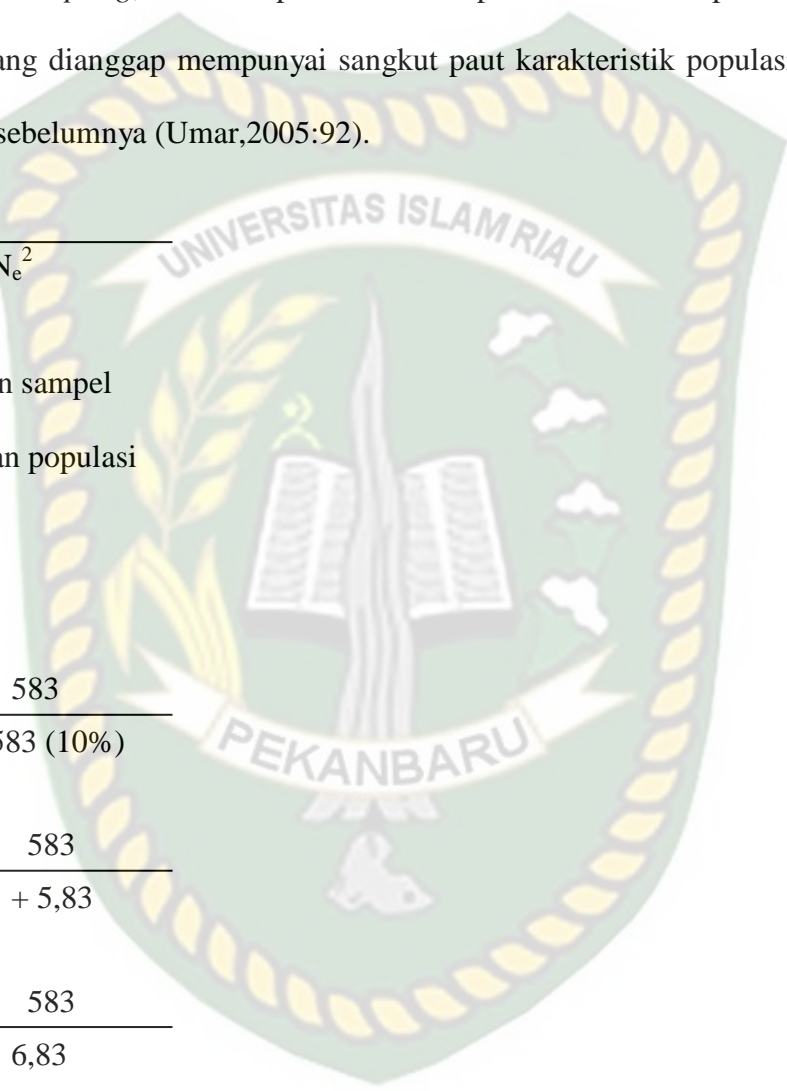 ang dianggap mempunyai sangkut paut karakteristik populasi
sebelumnya (Umar,2005:92).
UNIVERSITAS ISLAM RIAU
Nₑ²
n sampel
an populasi
583
583 (10%)
PEKANBARU
583
+ 5,83
583
6,83